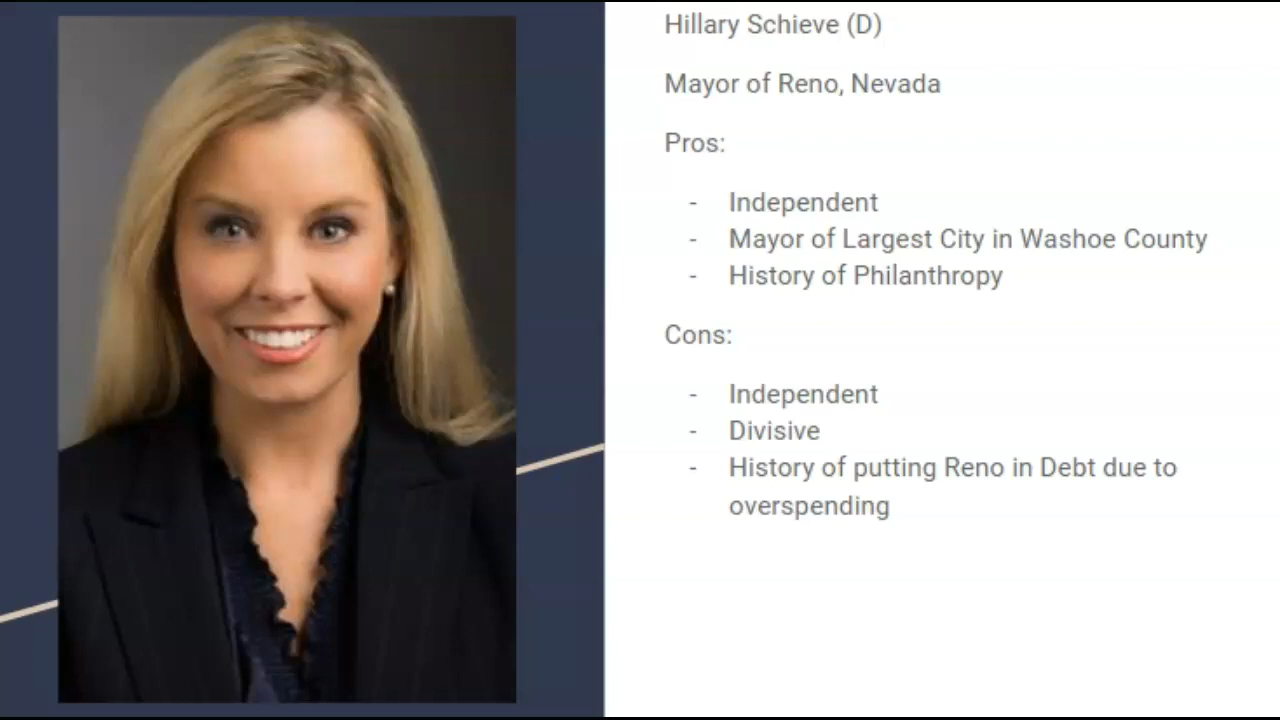 Hillary Schieve (D)
Mayor of Reno, Nevada
Pros:
- Independent
- Mayor of Largest City in Washoe County
- History of Philanthropy
Cons:
- Independent
- Divisive
- History of putting Reno in Debt due to
overspending